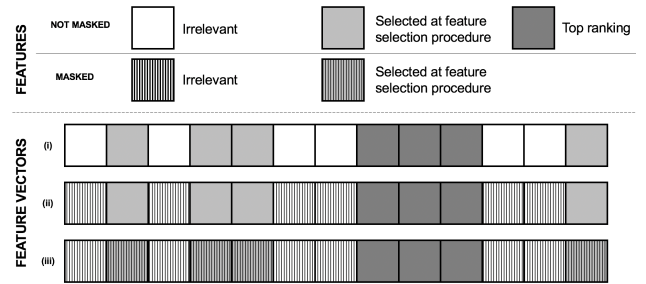 FEATURES
NOT MASKED
Irrelevant
Selected at feature
selection procedure
Top ranking
MASKED
Irrelevant
Selected at feature
selection procedure
FEATURE VECTORS
(i)
(ii)
(iii)